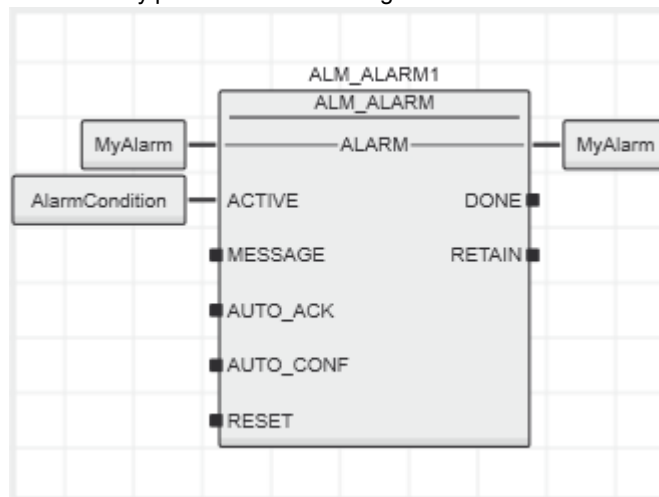 ALM_ALARM1
ALM_ALARM
MyAlarm ALARM MyAlarm
AlarmCondition ACTIVE DONE
MESSAGE RETAIN
AUTO_ACK
AUTO_CONF
RESET